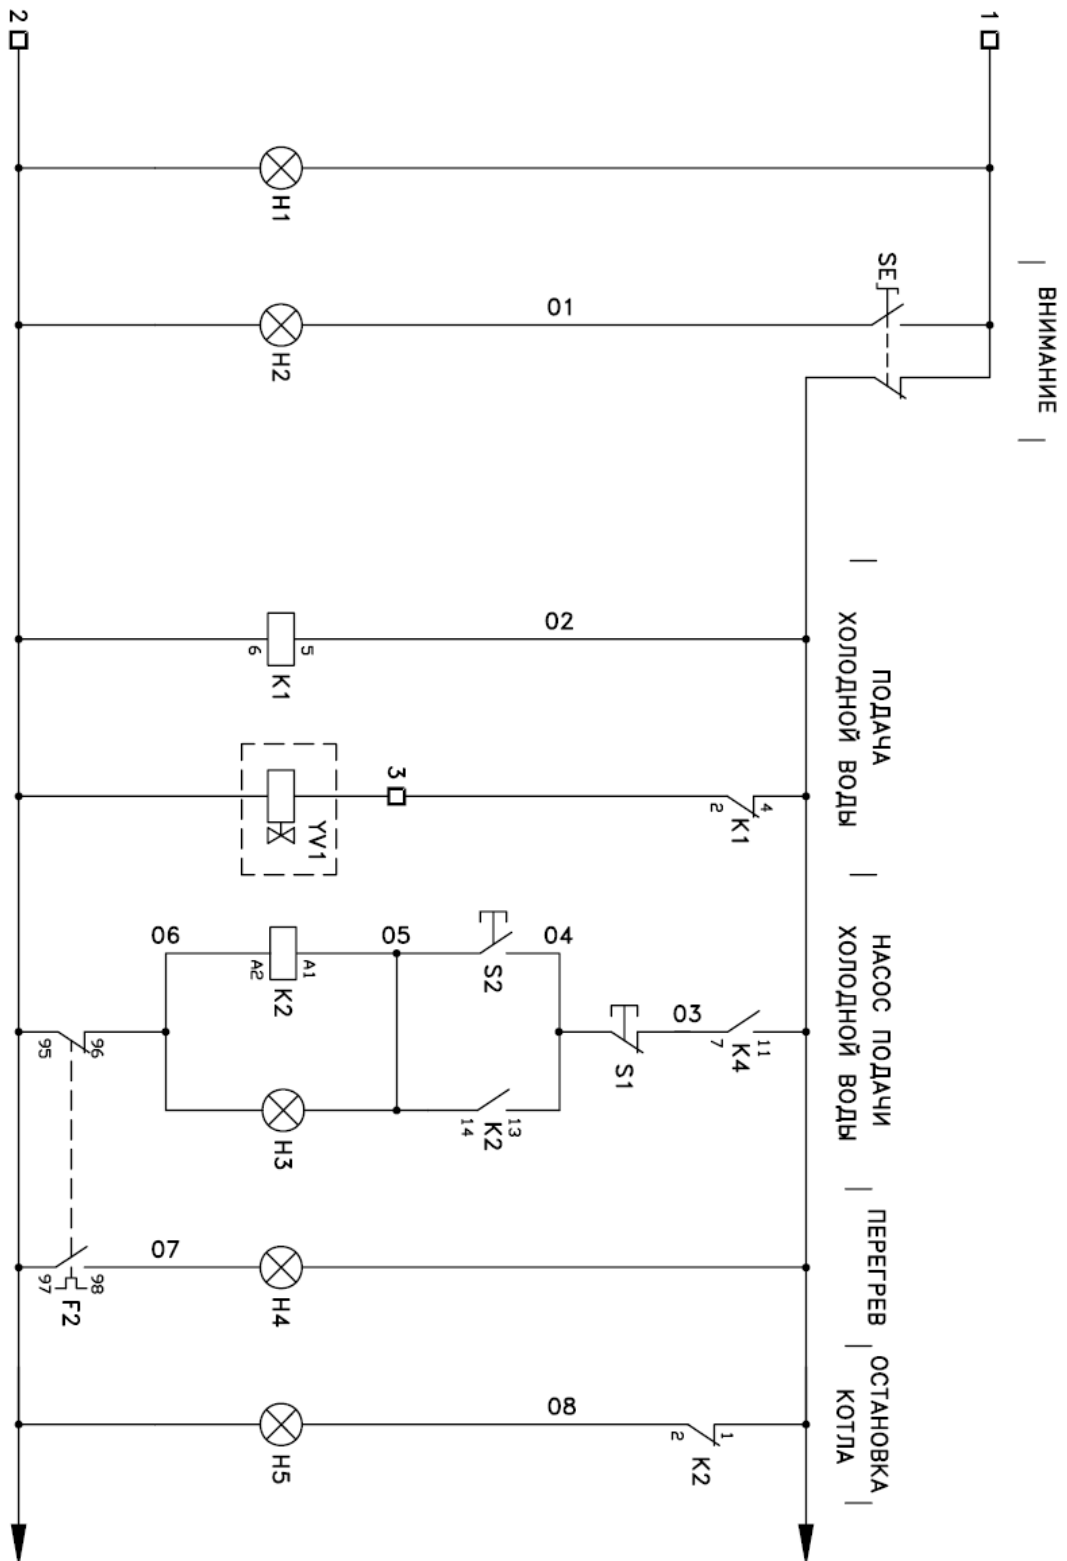 2
1
ВНИМАНИЕ
H1
SE
01
H2
ПОДАЧА
ХОЛОДНОЙ ВОДЫ
02
5
6
K1
3
4
2
K1
YV1
НАСОС ПОДАЧИ
ХОЛОДНОЙ ВОДЫ
06
05
04
A1
A2
K2
S2
03
11
7
K4
S1
96
95
13
14
K2
H3
ПЕРЕГРЕВ
07
98
97
F2
H4
ОСТАНОВКА
КОТЛА
08
1
2
K2
H5